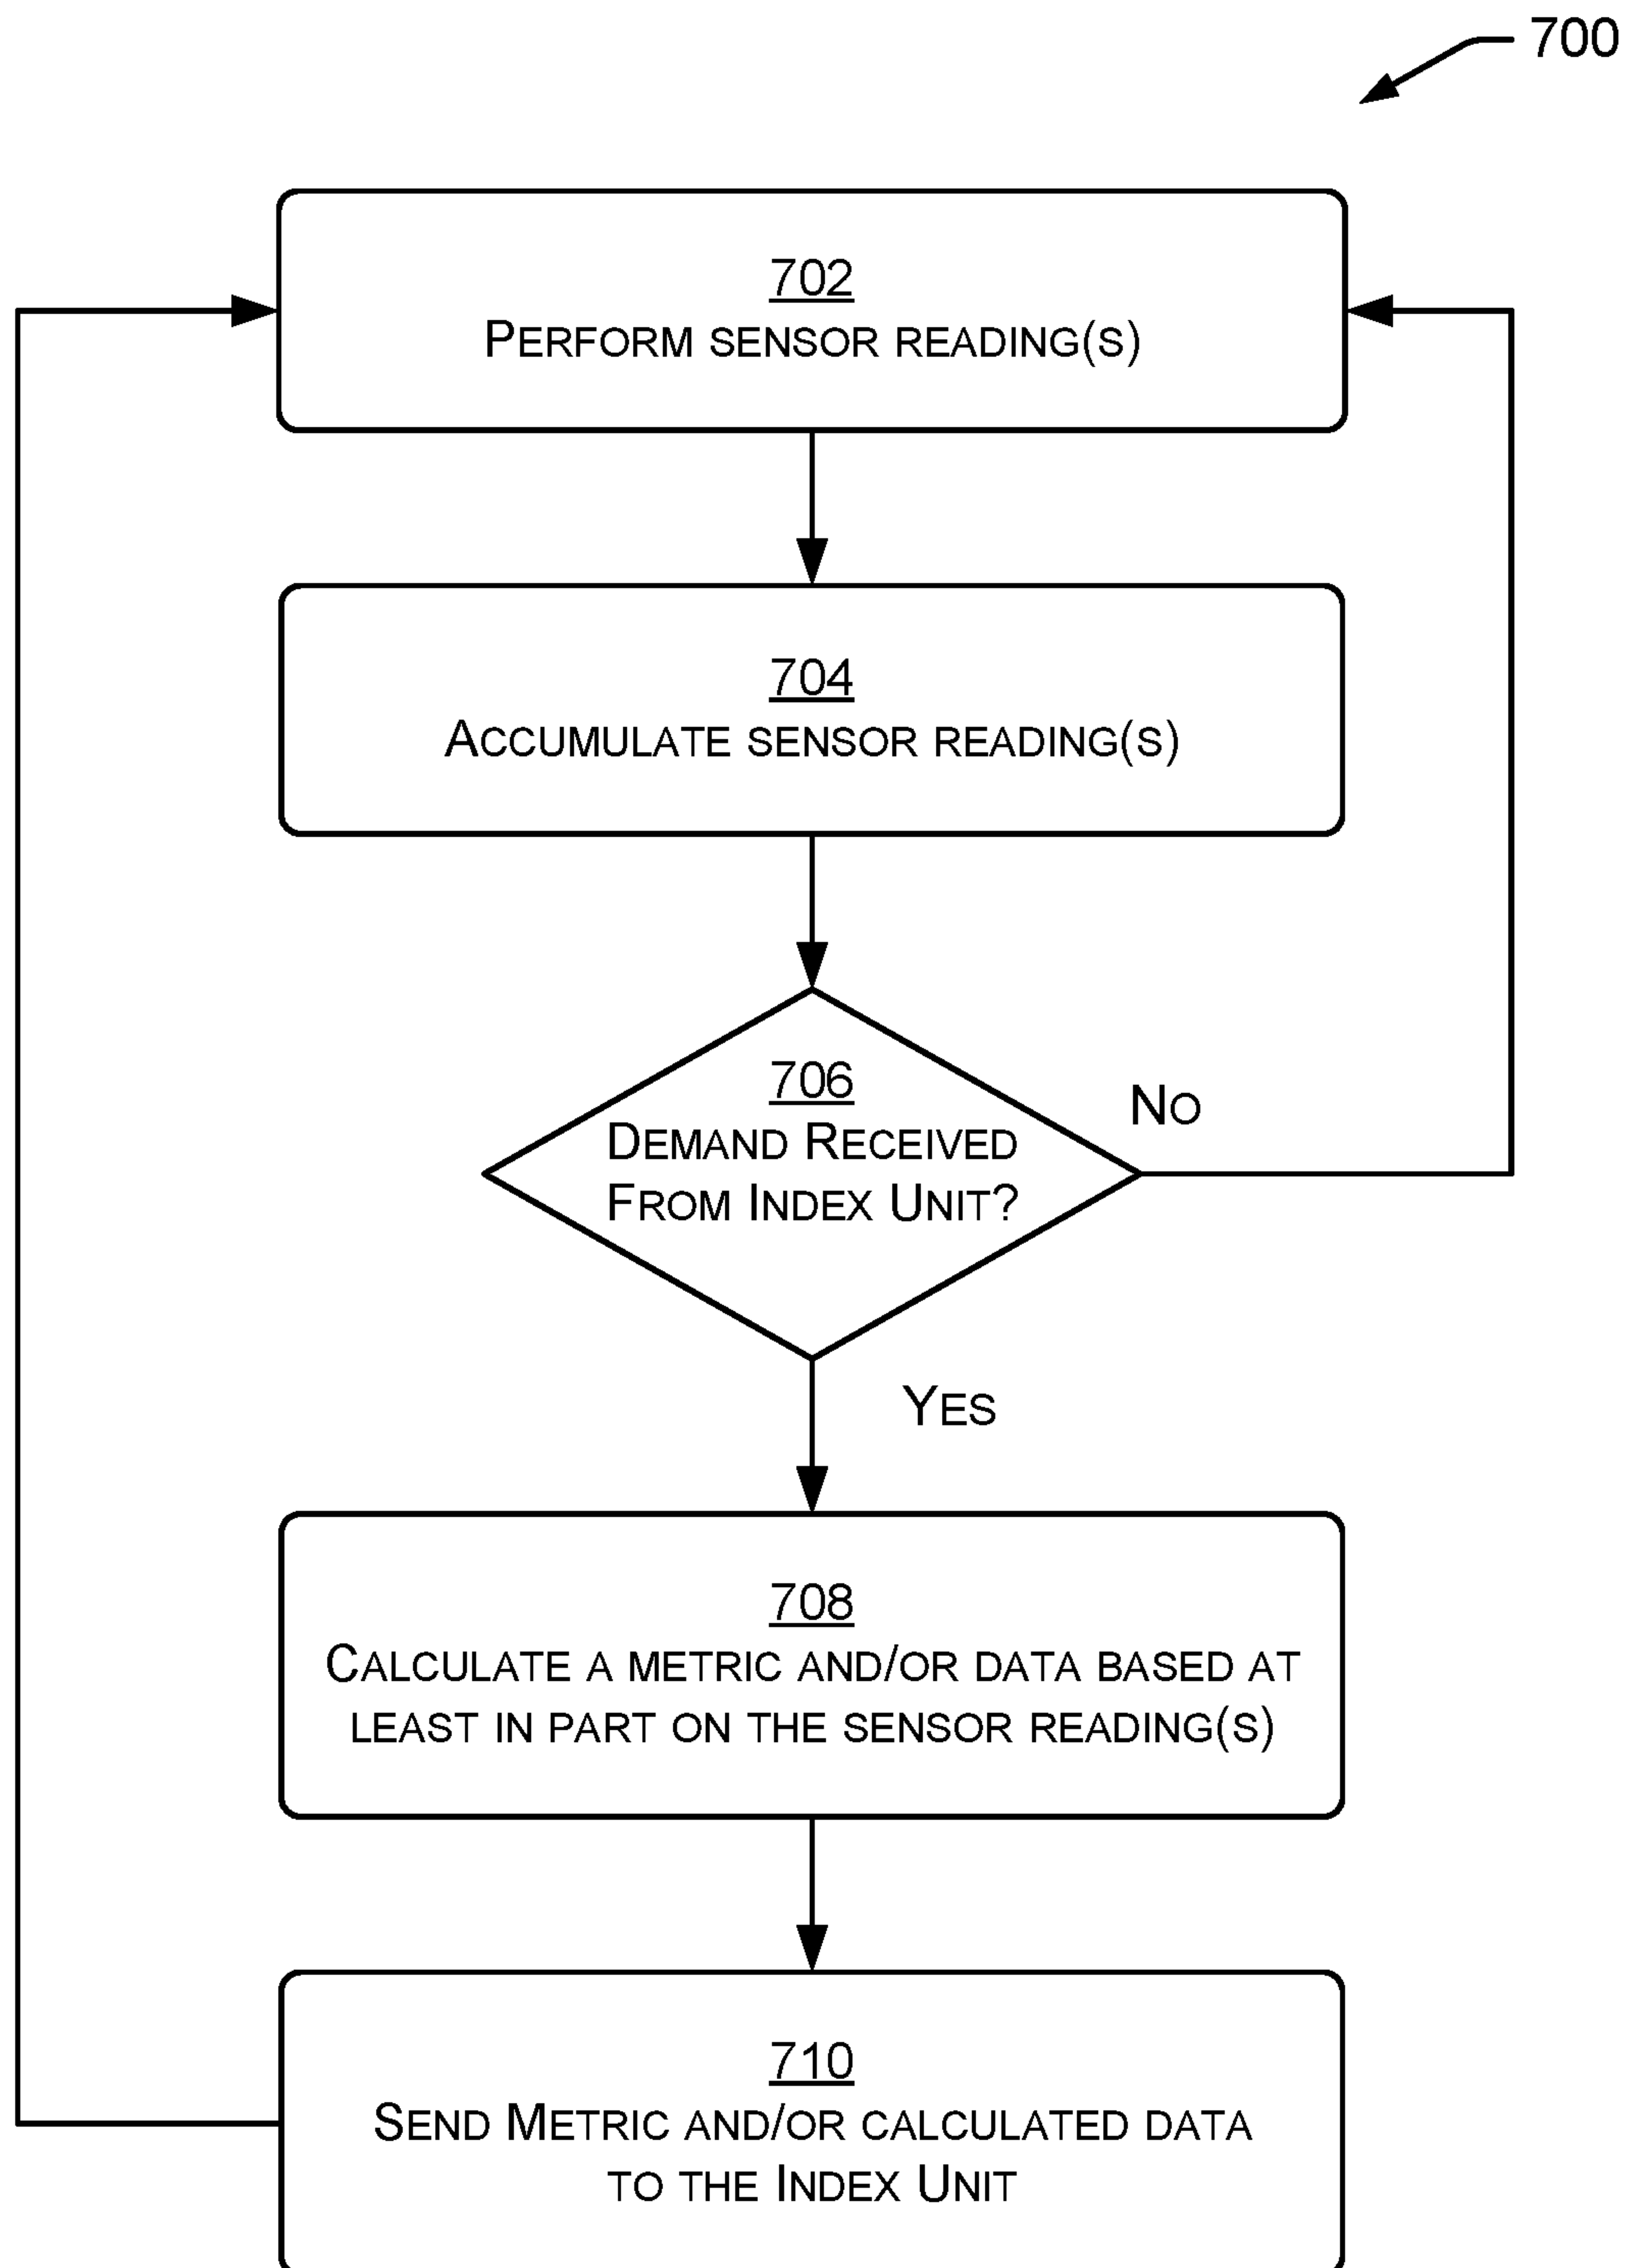 700
702
PERFORM SENSOR READING(S)
704
ACCUMULATE SENSOR READING(S)
706
DEMAND RECEIVED
FROM INDEX UNIT?
NO
YES
708
CALCULATE A METRIC AND/OR DATA BASED AT
LEAST IN PART ON THE SENSOR READING(S)
710
SEND METRIC AND/OR CALCULATED DATA
TO THE INDEX UNIT